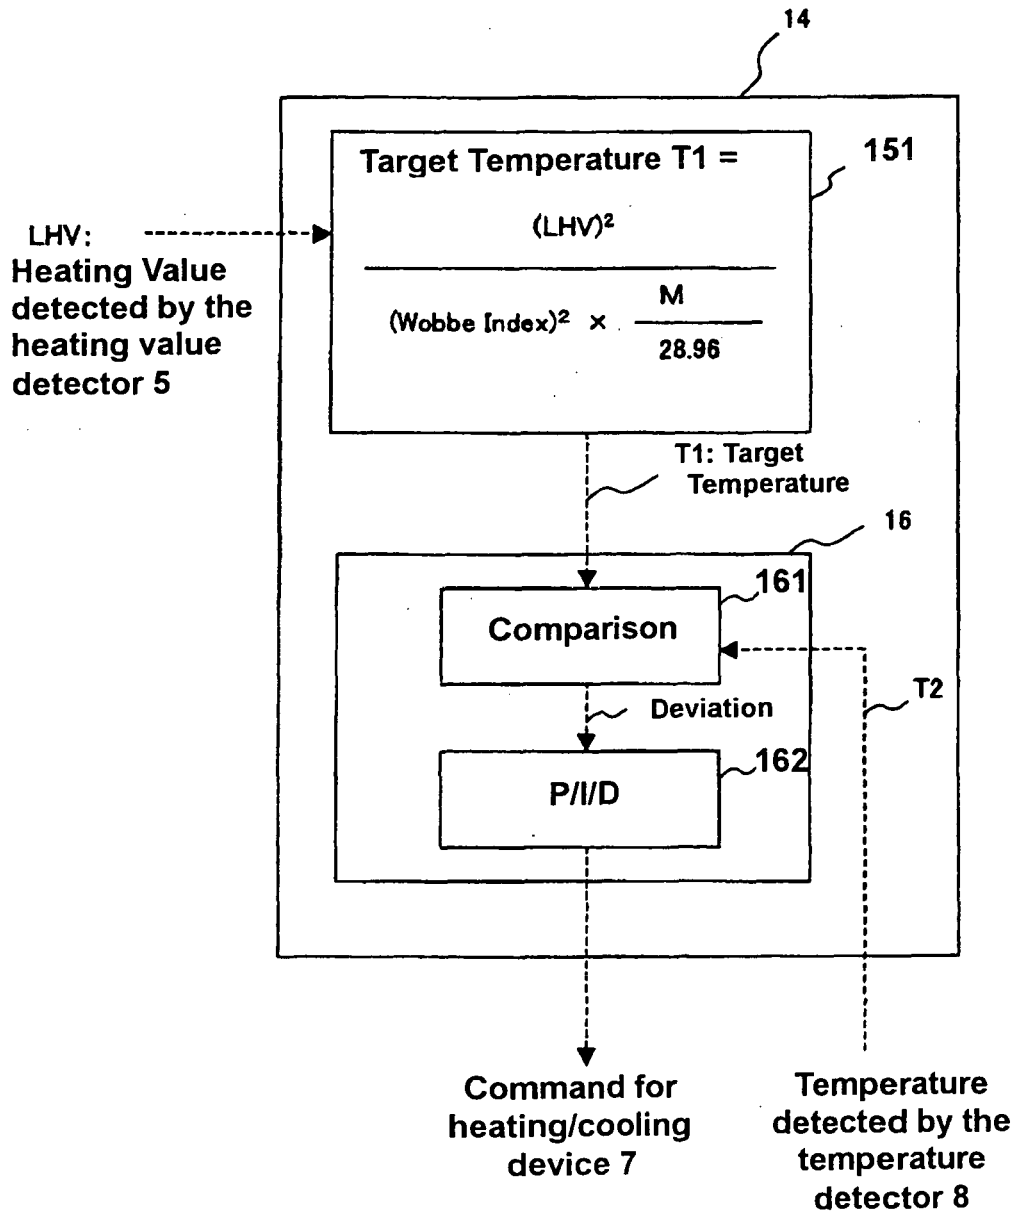 14
151
Target Temperature T1 =
(LHV)²
(Wobbe Index)² × M
28.96
LHV:
Heating Value
detected by the
heating value
detector 5
T1: Target
Temperature
16
161
Comparison
T2
Deviation
162
P/I/D
Command for
heating/cooling
device 7
Temperature
detected by the
temperature
detector 8